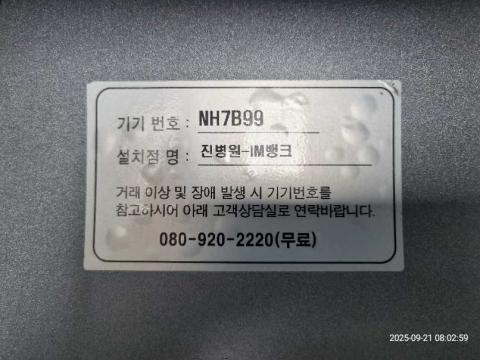 기기 번호 : NH7B99
설치점 명 : 진병원-iM뱅크
거래 이상 및 장애 발생 시 기기번호를
참고하시어 아래 고객상담실로 연락바랍니다.
080-920-2220(무료)
2025-09-21 08:02:59